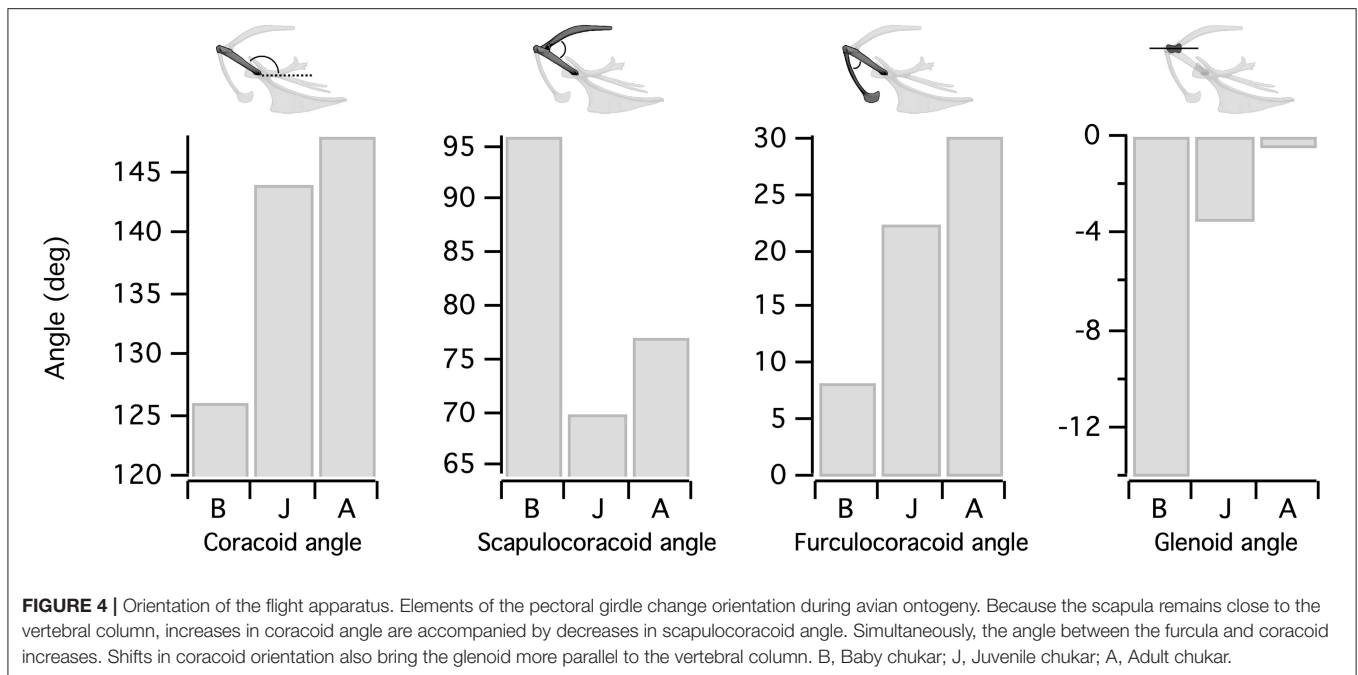 Angle (deg)
145
140
135
130
125
120
B J A
Coracoid angle
95
90
85
80
75
70
65
B J A
Scapulocoracoid angle
30
25
20
15
10
5
0
B J A
Furculocoracoid angle
0
-4
-8
-12
B J A
Glenoid angle
FIGURE 4 | Orientation of the flight apparatus. Elements of the pectoral girdle change orientation during avian ontogeny. Because the scapula remains close to the
vertebral column, increases in coracoid angle are accompanied by decreases in scapulocoracoid angle. Simultaneously, the angle between the furcula and coracoid
increases. Shifts in coracoid orientation also bring the glenoid more parallel to the vertebral column. B, Baby chukar; J, Juvenile chukar; A, Adult chukar.